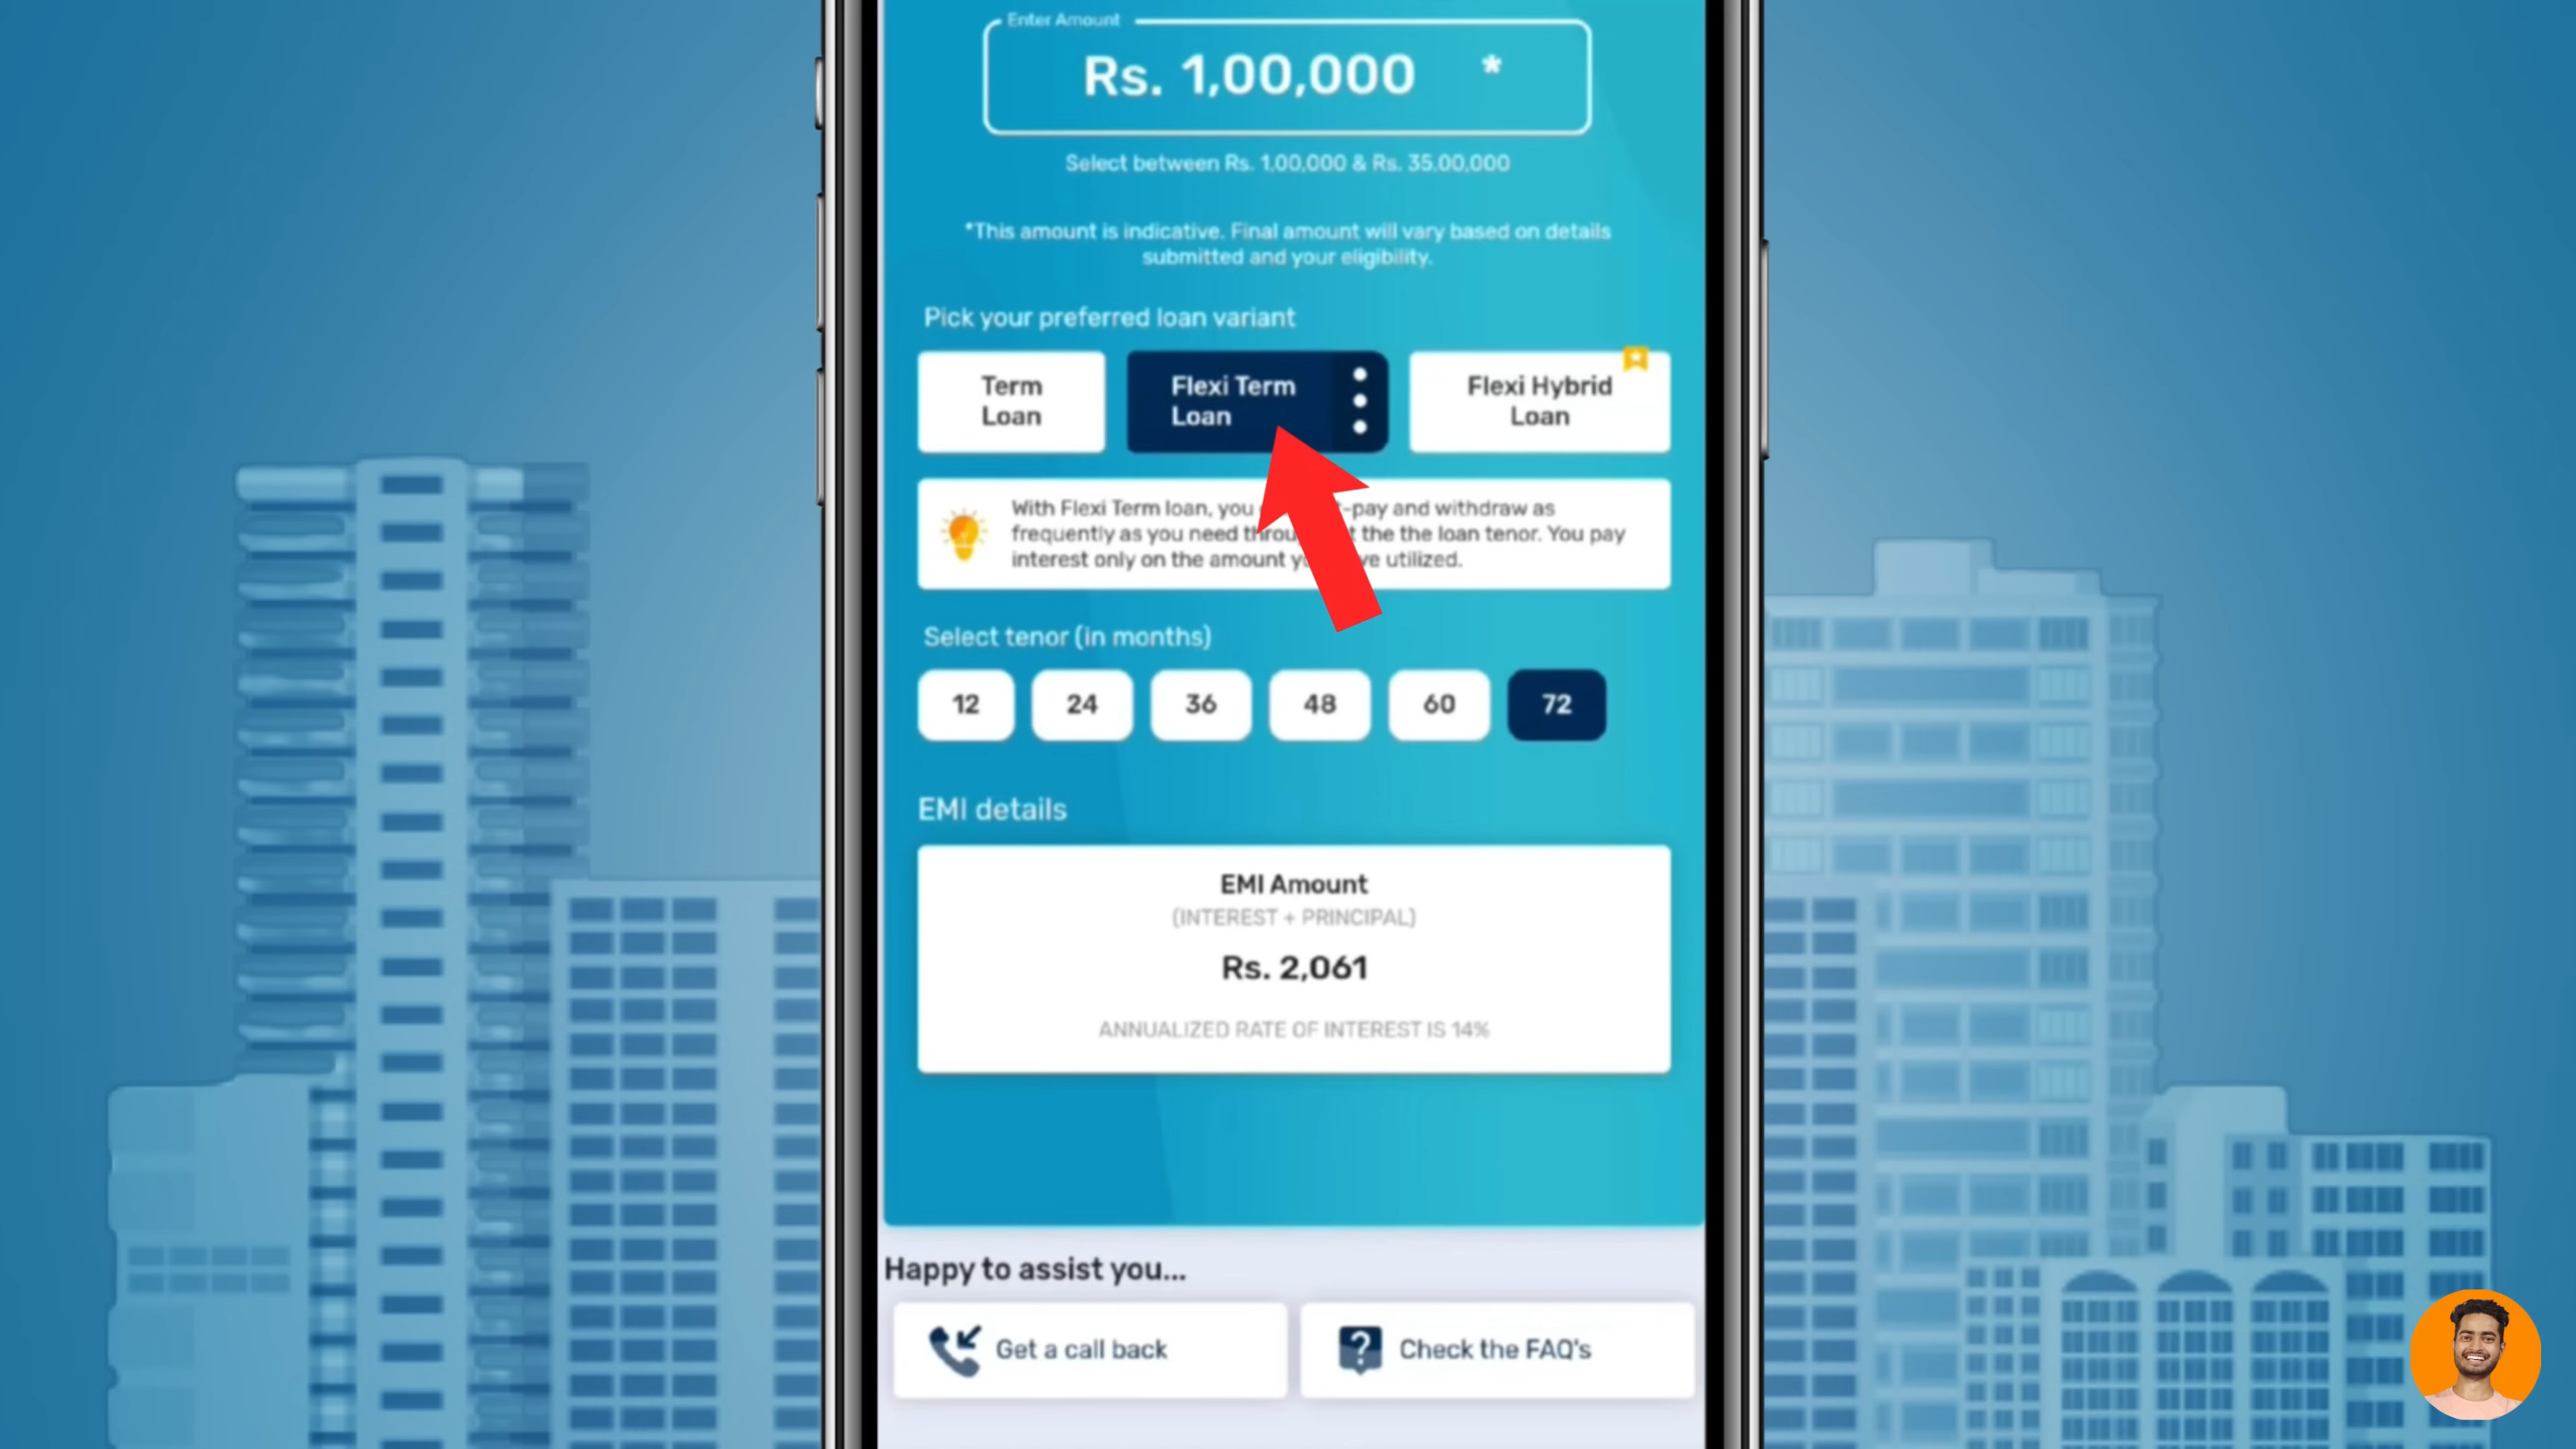 Enter Amount
Rs. 1,00,000 *
Select between Rs. 1,00,000 & Rs. 35,00,000
*This amount is indicative. Final amount will vary based on details
submitted and your eligibility.
Pick your preferred loan variant
Term
Loan
Flexi Term
Loan
Flexi Hybrid
Loan
With Flexi Term loan, you -pay and withdraw as
frequently as you need the the loan tenor. You pay
interest only on the amount utilized.
Select tenor (in months)
12 24 36 48 60 72
EMI details
EMI Amount
(INTEREST + PRINCIPAL)
Rs. 2,061
ANNUALIZED RATE OF INTEREST IS 14%
Happy to assist you...
Get a call back
Check the FAQ's